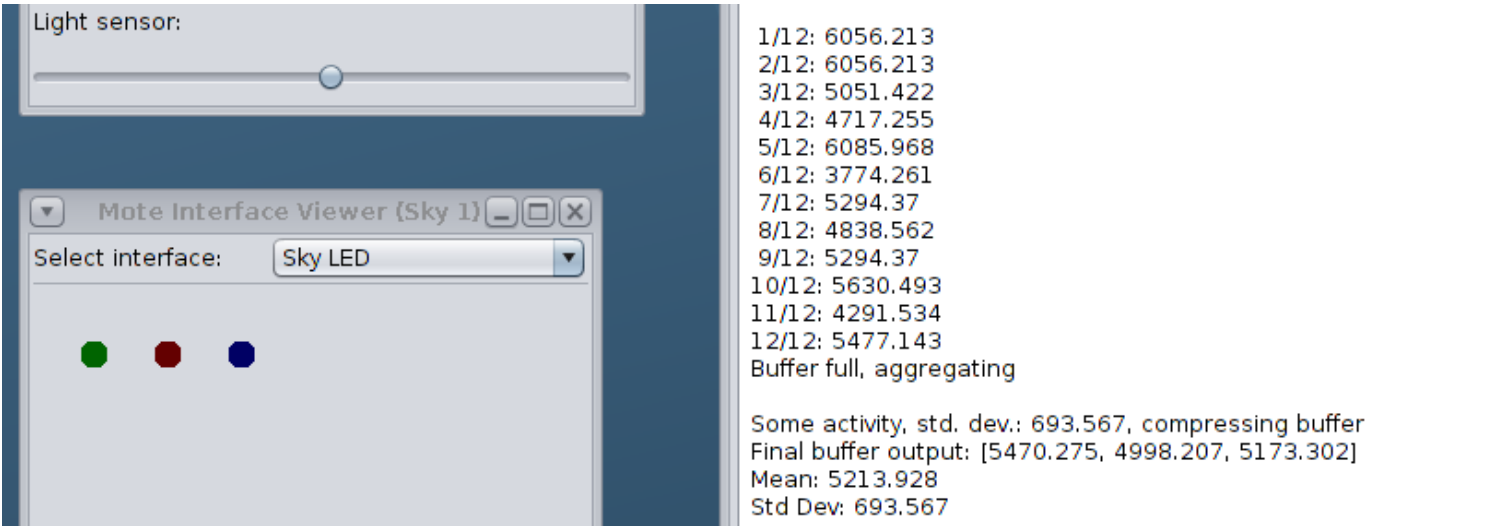 Light sensor:
Mote Interface Viewer (Sky 1)
Select interface: Sky LED
1/12: 6056.213
2/12: 6056.213
3/12: 5051.422
4/12: 4717.255
5/12: 6085.968
6/12: 3774.261
7/12: 5294.37
8/12: 4838.562
9/12: 5294.37
10/12: 5630.493
11/12: 4291.534
12/12: 5477.143
Buffer full, aggregating
Some activity, std. dev.: 693.567, compressing buffer
Final buffer output: [5470.275, 4998.207, 5173.302]
Mean: 5213.928
Std Dev: 693.567